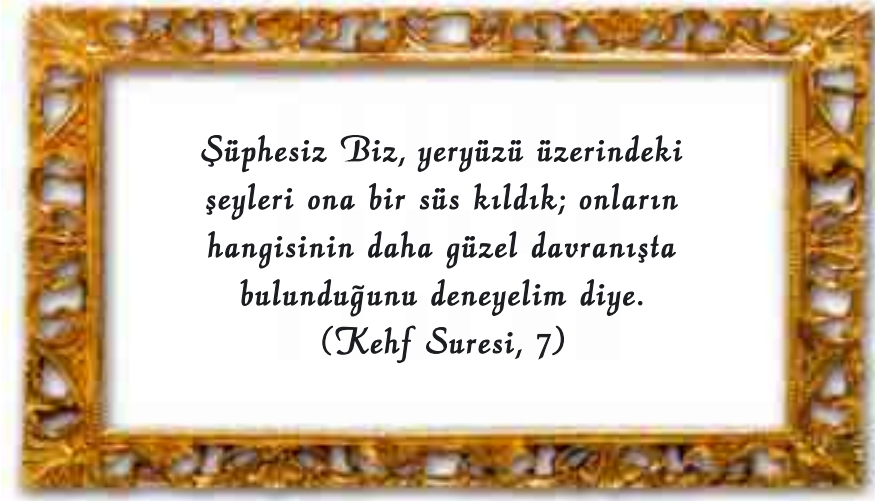 Şüphesiz Biz, yeryüzü üzerindeki
şeyleri ona bir süs kıldık; onların
hangisinin daha güzel davranışta
bulunduğunu deneyelim diye.
(Kehf Suresi, 7)